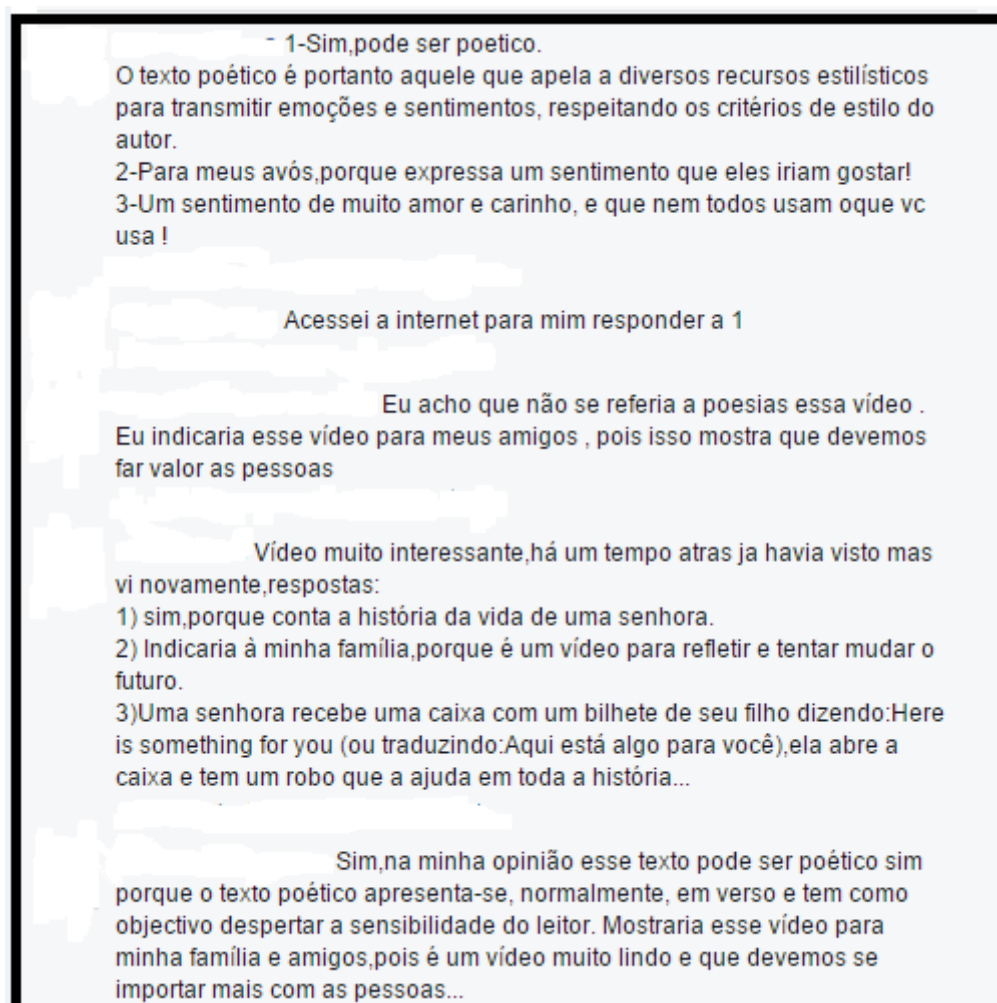 1-Sim,pode ser poetico.
O texto poético é portanto aquele que apela a diversos recursos estilísticos
para transmitir emoções e sentimentos, respeitando os critérios de estilo do
autor.
2-Para meus avós,porque expressa um sentimento que eles iriam gostar!
3-Um sentimento de muito amor e carinho, e que nem todos usam oque vc
usa !
Acessei a internet para mim responder a 1
Eu acho que não se referia a poesias essa vídeo .
Eu indicaria esse vídeo para meus amigos , pois isso mostra que devemos
far valor as pessoas
Vídeo muito interessante,há um tempo atras ja havia visto mas
vi novamente,respostas:
1) sim,porque conta a história da vida de uma senhora.
2) Indicaria à minha família,porque é um vídeo para refletir e tentar mudar o
futuro.
3)Uma senhora recebe uma caixa com um bilhete de seu filho dizendo:Here
is something for you (ou traduzindo:Aqui está algo para você),ela abre a
caixa e tem um robo que a ajuda em toda a história...
Sim,na minha opinião esse texto pode ser poético sim
porque o texto poético apresenta-se, normalmente, em verso e tem como
objectivo despertar a sensibilidade do leitor. Mostraria esse vídeo para
minha família e amigos,pois é um vídeo muito lindo e que devemos se
importar mais com as pessoas...